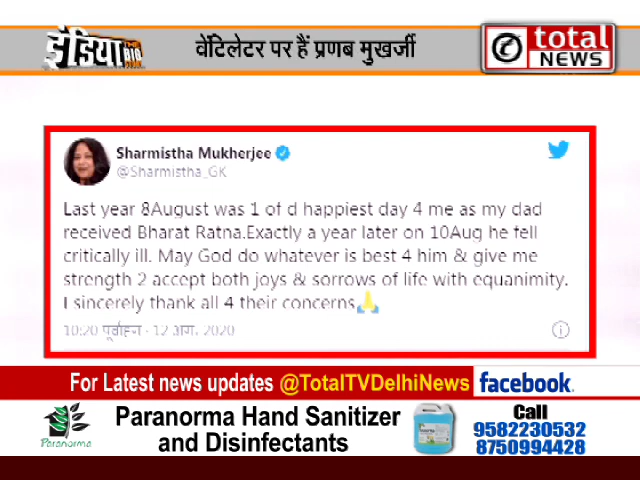 इंडिया THE BIG
वेंटिलेटर पर हैं प्रणब मुखर्जी
total
NEWS
Sharmistha Mukherjee
@Sharmistha_GK
Last year 8August was 1 of d happiest day 4 me as my dad
received Bharat Ratna.Exactly a year later on 10Aug he fell
critically ill. May God do whatever is best 4 him & give me
strength 2 accept both joys & sorrows of life with equanimity.
I sincerely thank all 4 their concerns🙏
10:20 पूर्वाह्न · 12 अग. 2020
For Latest news updates @TotalTVDelhiNews facebook.
Paranorma
Paranorma Hand Sanitizer
and Disinfectants
Call
9582230532
8750994428